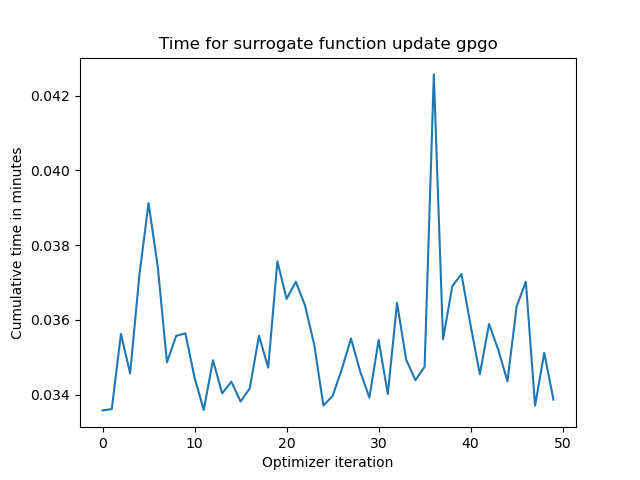 Time for surrogate function update gpgo
Cumulative time in minutes
0.042
0.040
0.038
0.036
0.034
0 10 20 30 40 50
Optimizer iteration